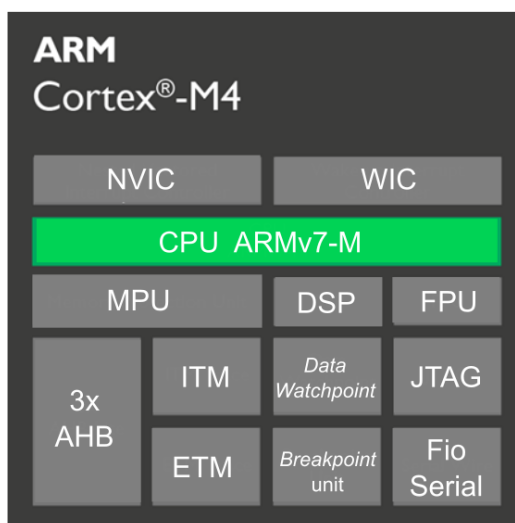 ARM
Cortex®-M4
NVIC
WIC
CPU ARMv7-M
MPU
DSP
FPU
3x
AHB
ITM
Data
Watchpoint
JTAG
ETM
Breakpoint
unit
Fio
Serial